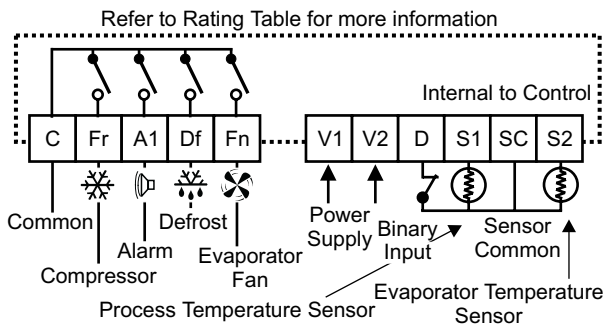 Refer to Rating Table for more information
Internal to Control
C Fr A1 Df Fn V1 V2 D S1 SC S2
Common
Compressor
Alarm
Defrost
Evaporator
Fan
Power
Supply
Binary
Input
Sensor
Common
Process Temperature Sensor
Evaporator Temperature
Sensor